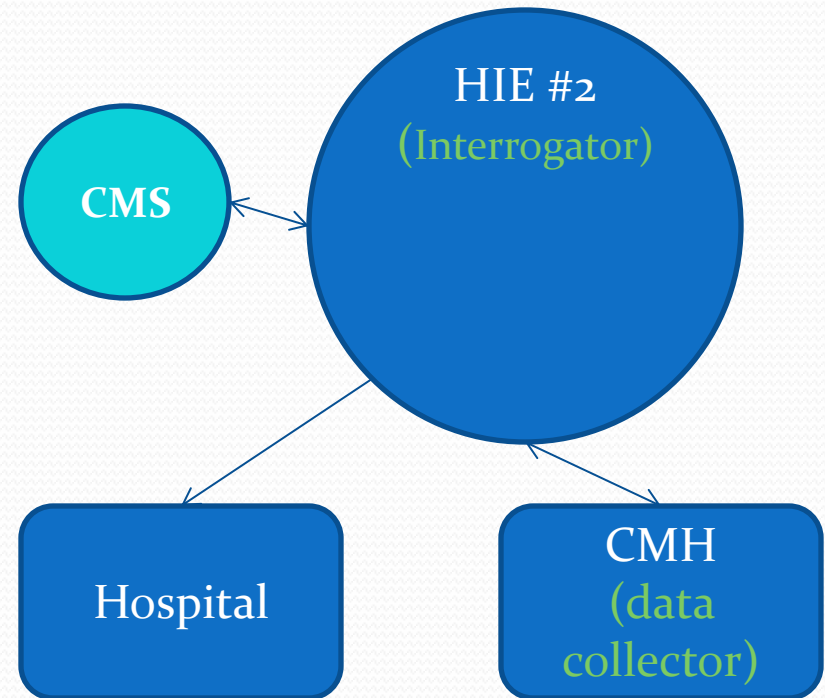 HIE #2
(Interrogator)
CMS
Hospital
CMH
(data
collector)